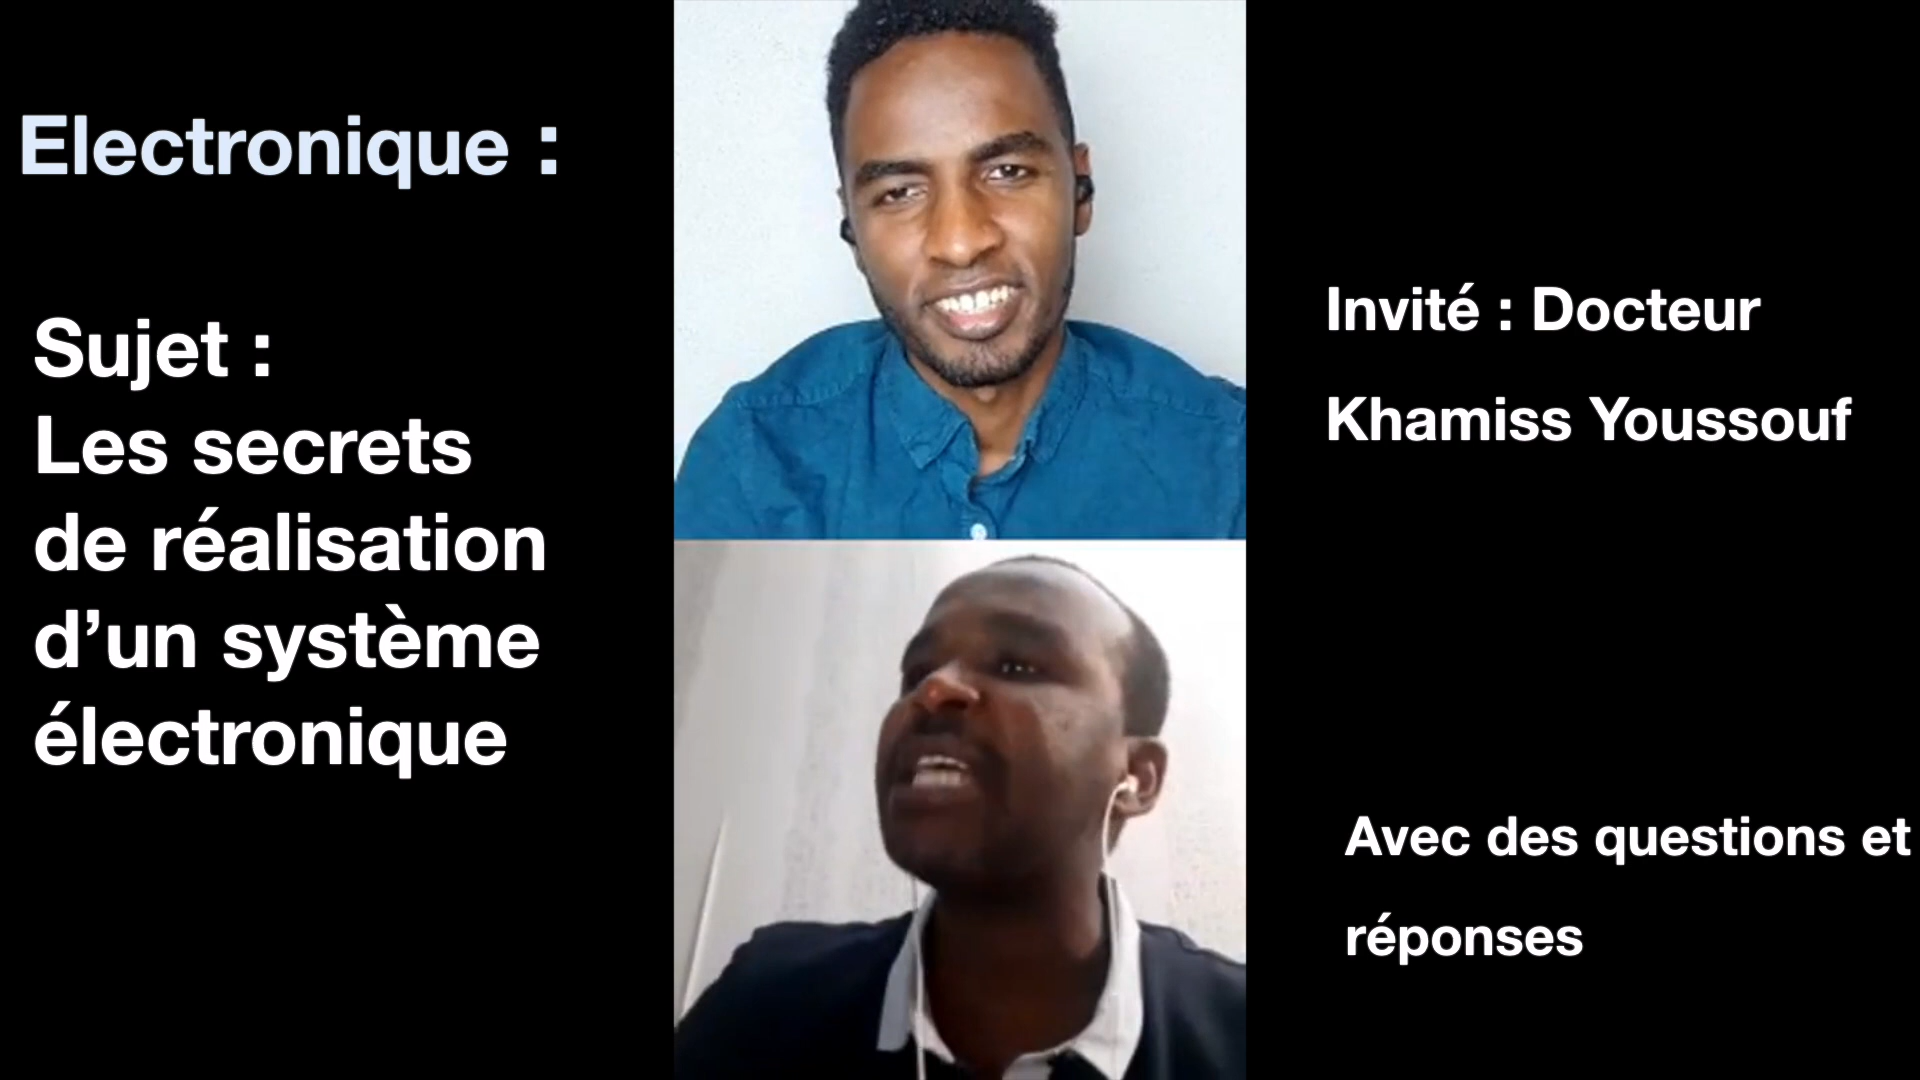 Electronique :
Sujet :
Les secrets
de réalisation
d’un système
électronique
Invité : Docteur
Khamiss Youssouf
Avec des questions et
réponses